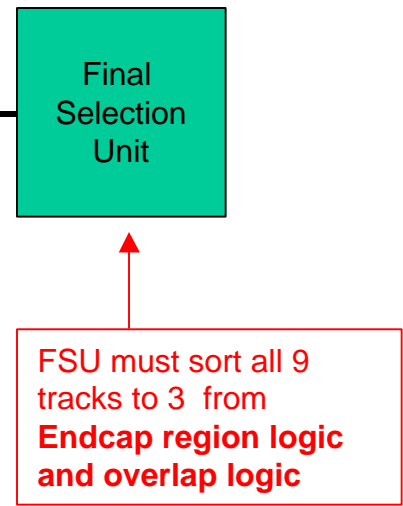 Final
Selection
Unit
FSU must sort all 9
tracks to 3 from
Endcap region logic
and overlap logic